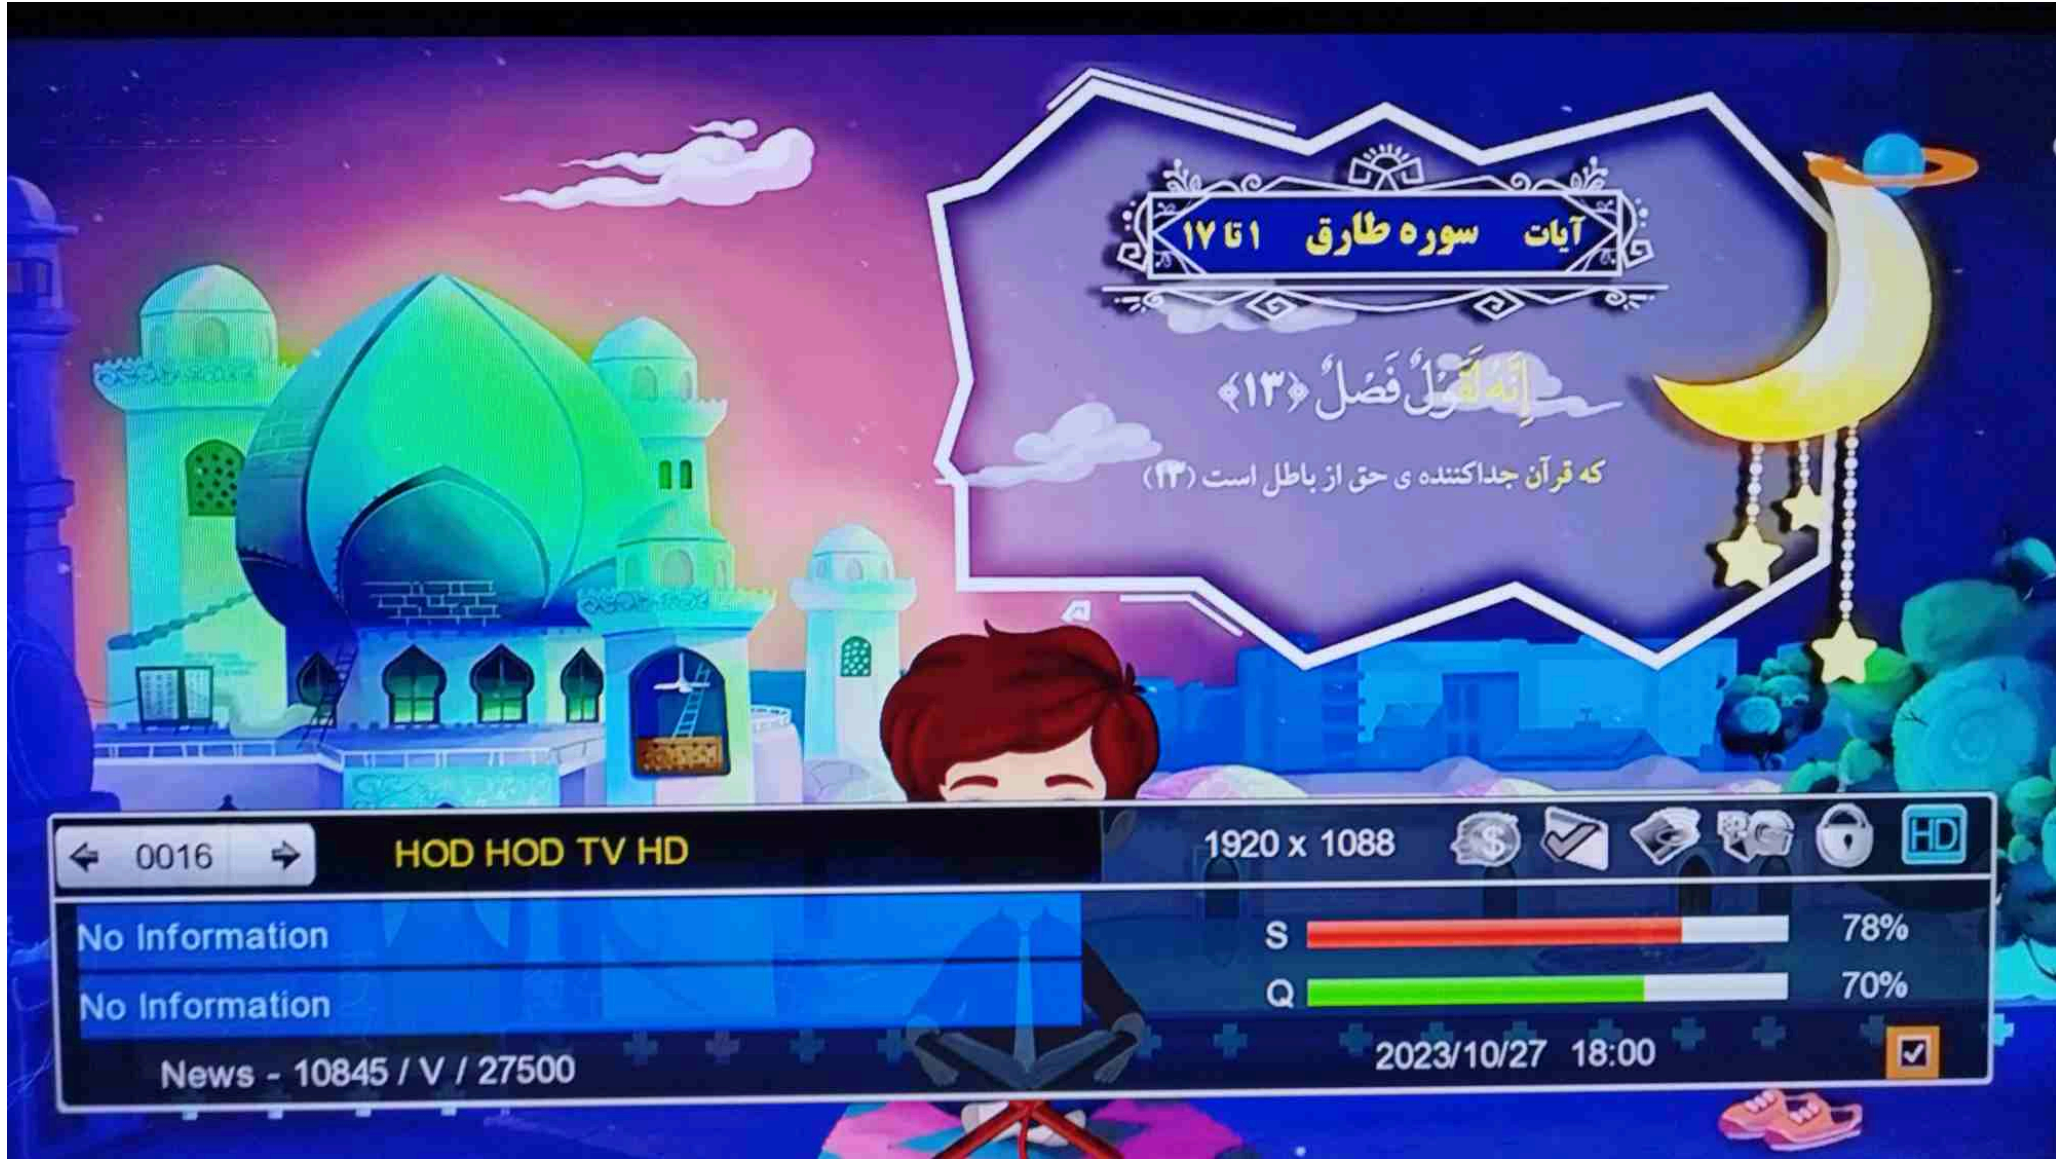 آیات سوره طارق ۱ تا ۱۷
إِنَّهُ لَقَوْلٌ فَصْلٌ ﴿۱۳﴾
که قرآن جداکننده ی حق از باطل است (۱۳)
0016 HOD HOD TV HD 1920 x 1088 HD
No Information S 78%
No Information Q 70%
News - 10845 / V / 27500 2023/10/27 18:00